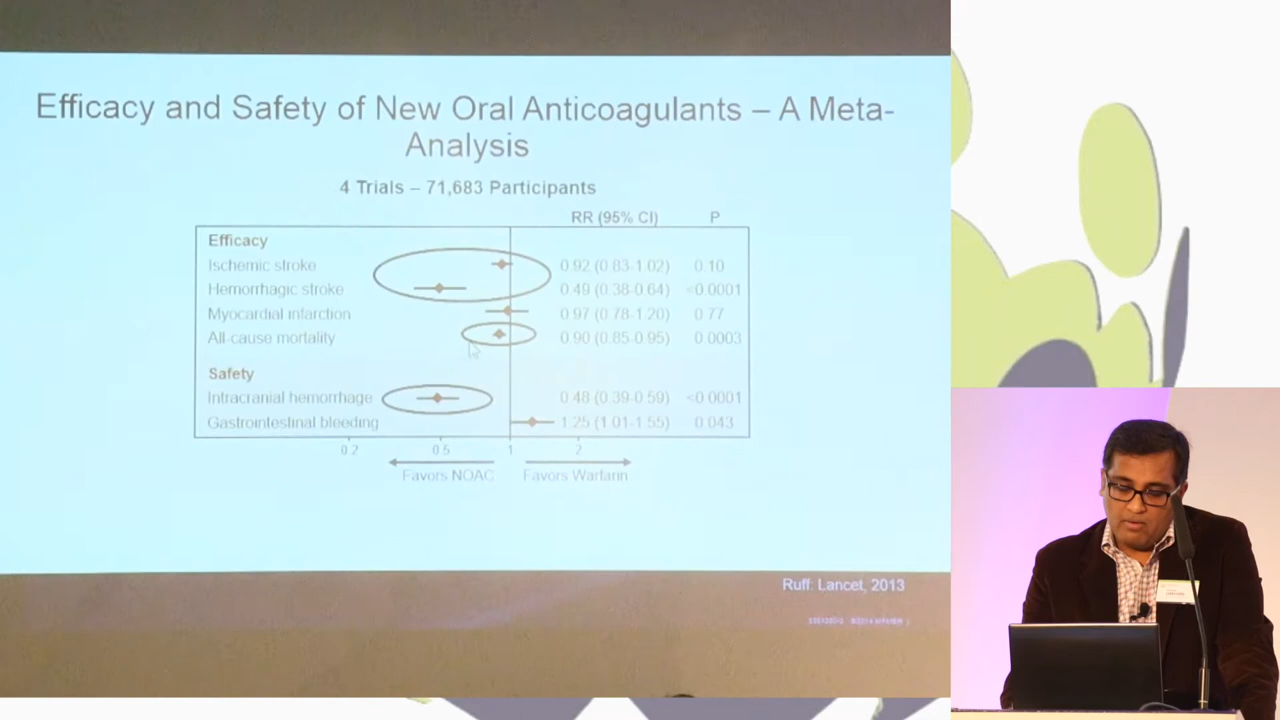 Efficacy and Safety of New Oral Anticoagulants – A Meta-
Analysis
4 Trials – 71,683 Participants
RR (95% CI) P
Efficacy
Ischemic stroke 0.92 (0.83-1.02) 0.10
Hemorrhagic stroke 0.49 (0.38-0.64) <0.0001
Myocardial infarction 0.97 (0.78-1.20) 0.77
All-cause mortality 0.90 (0.85-0.95) 0.0003
Safety
Intracranial hemorrhage 0.48 (0.39-0.59) <0.0001
Gastrointestinal bleeding 1.25 (1.01-1.55) 0.043
0.2 0.5 1 2
Favors NOAC Favors Warfarin
Ruff: Lancet, 2013